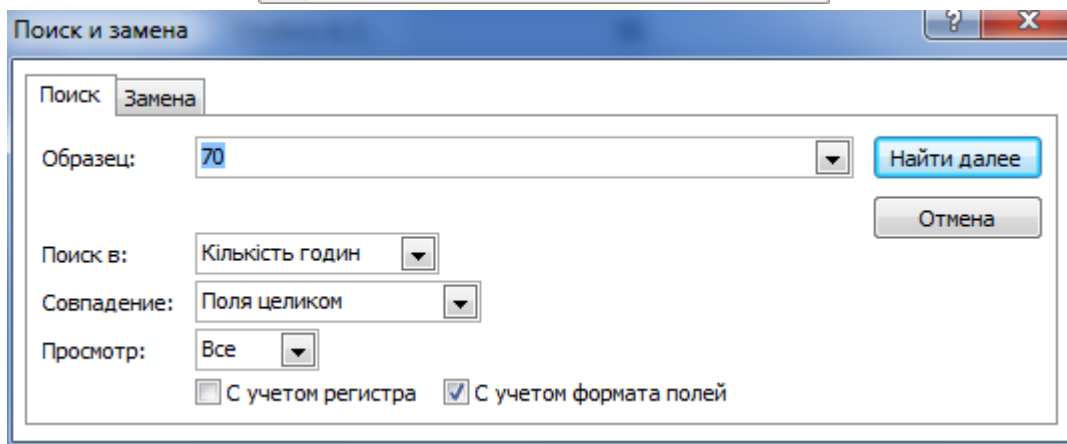 Поиск и замена
Поиск Замена
Образец: 70 Найти далее
Отмена
Поиск в: Кількість годин
Совпадение: Поля целиком
Просмотр: Все
С учетом регистра С учетом формата полей